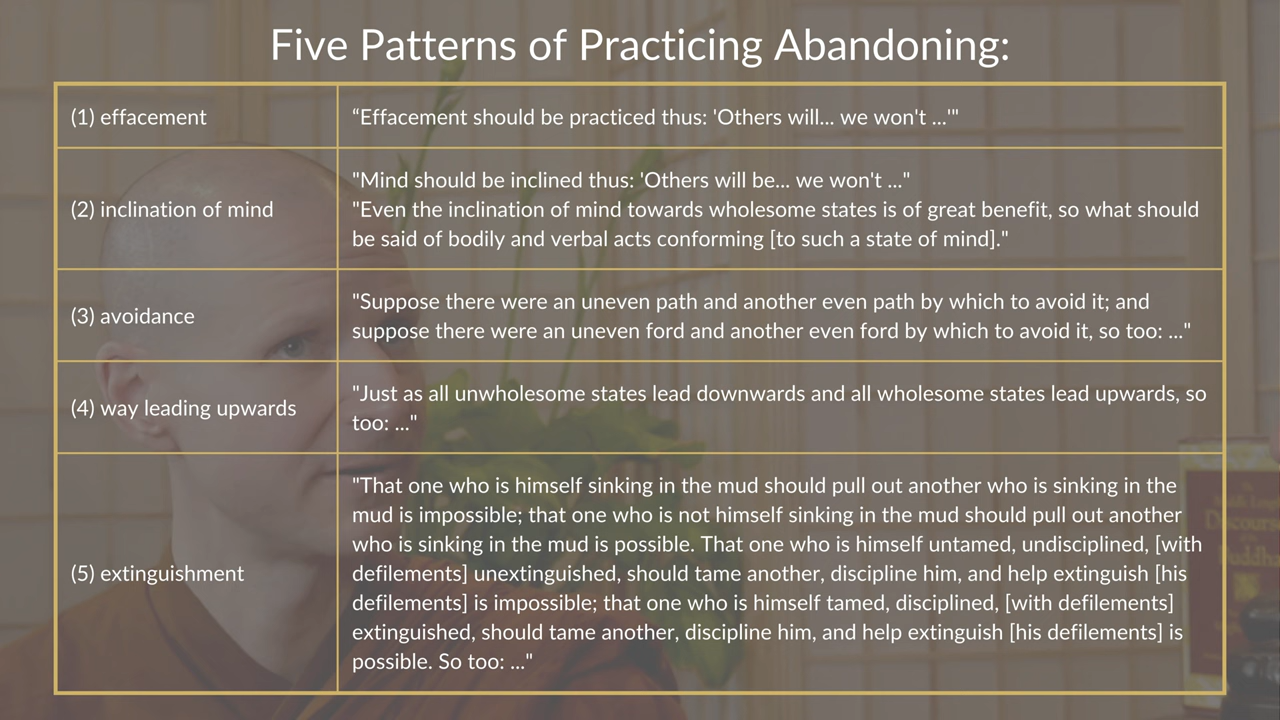 Five Patterns of Practicing Abandoning:
(1) effacement
“Effacement should be practiced thus: 'Others will... we won't ...'"
(2) inclination of mind
"Mind should be inclined thus: 'Others will be... we won't ..."
"Even the inclination of mind towards wholesome states is of great benefit, so what should
be said of bodily and verbal acts conforming [to such a state of mind]."
(3) avoidance
"Suppose there were an uneven path and another even path by which to avoid it; and
suppose there were an uneven ford and another even ford by which to avoid it, so too: ..."
(4) way leading upwards
"Just as all unwholesome states lead downwards and all wholesome states lead upwards, so
too: ..."
(5) extinguishment
"That one who is himself sinking in the mud should pull out another who is sinking in the
mud is impossible; that one who is not himself sinking in the mud should pull out another
who is sinking in the mud is possible. That one who is himself untamed, undisciplined, [with
defilements] unextinguished, should tame another, discipline him, and help extinguish [his
defilements] is impossible; that one who is himself tamed, disciplined, [with defilements]
extinguished, should tame another, discipline him, and help extinguish [his defilements] is
possible. So too: ..."